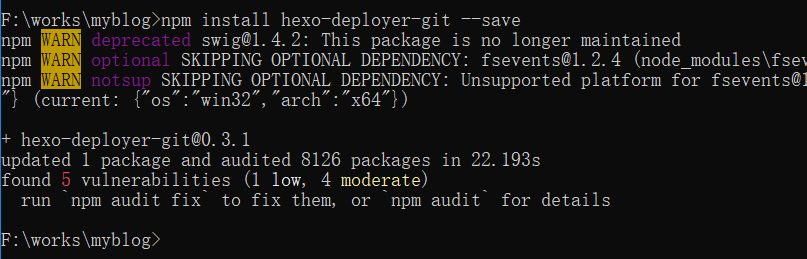 F:\works\myblog>npm install hexo-deployer-git --save
npm WARN deprecated swig@1.4.2: This package is no longer maintained
npm WARN optional SKIPPING OPTIONAL DEPENDENCY: fsevents@1.2.4 (node_modules\fsev
npm WARN notsup SKIPPING OPTIONAL DEPENDENCY: Unsupported platform for fsevents@1
"} (current: {"os":"win32","arch":"x64"})
+ hexo-deployer-git@0.3.1
updated 1 package and audited 8126 packages in 22.193s
found 5 vulnerabilities (1 low, 4 moderate)
run `npm audit fix` to fix them, or `npm audit` for details
F:\works\myblog>